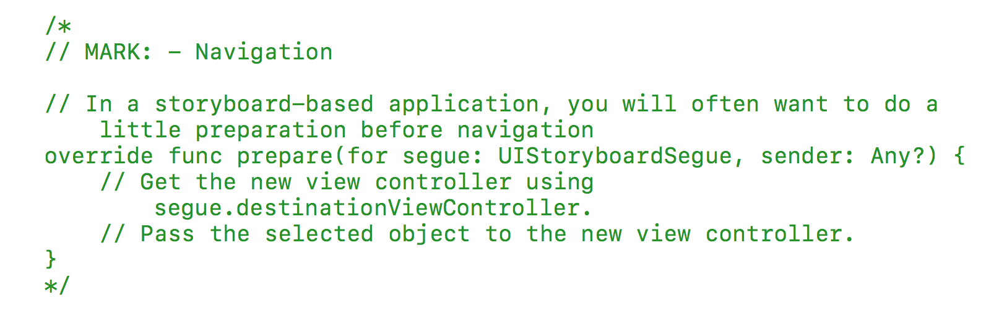 /*
// MARK: - Navigation
// In a storyboard-based application, you will often want to do a
little preparation before navigation
override func prepare(for segue: UIStoryboardSegue, sender: Any?) {
// Get the new view controller using
segue.destinationViewController.
// Pass the selected object to the new view controller.
}
*/